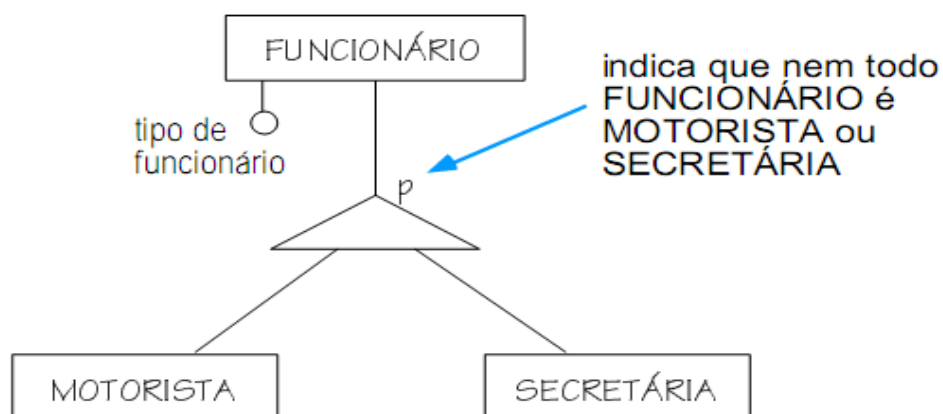 FUNCIONÁRIO
tipo de
funcionário
p
indica que nem todo
FUNCIONÁRIO é
MOTORISTA ou
SECRETÁRIA
MOTORISTA
SECRETÁRIA